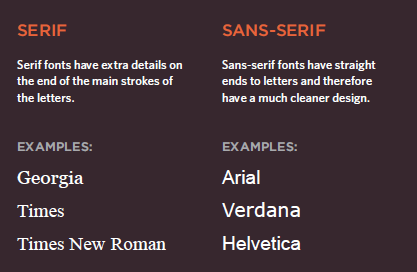 SERIF
Serif fonts have extra details on
the end of the main strokes of
the letters.
EXAMPLES:
Georgia
Times
Times New Roman
SANS-SERIF
Sans-serif fonts have straight
ends to letters and therefore
have a much cleaner design.
EXAMPLES:
Arial
Verdana
Helvetica